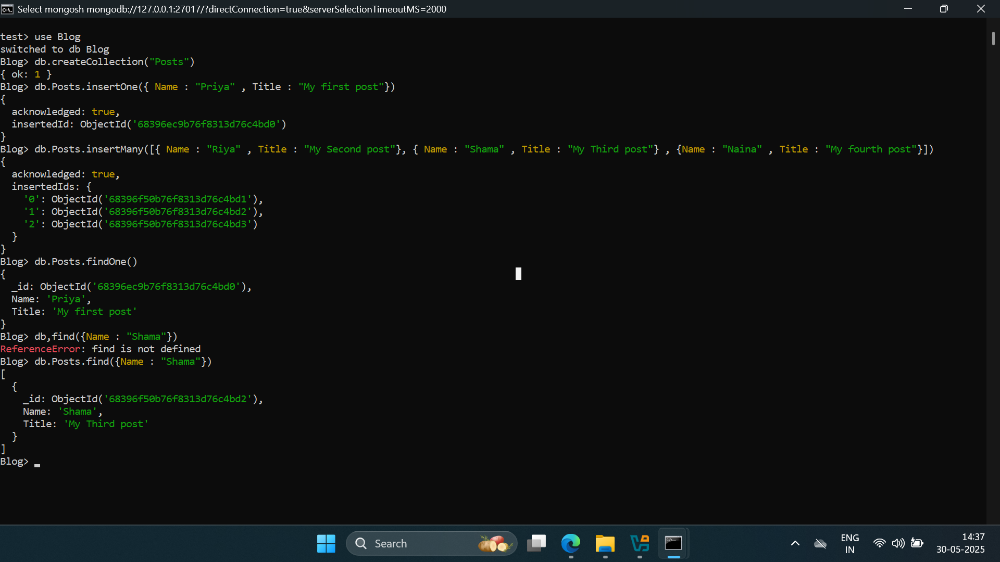 Select mongosh mongodb://127.0.0.1:27017/?directConnection=true&serverSelectionTimeoutMS=2000
test> use Blog
switched to db Blog
Blog> db.createCollection("Posts")
{ ok: 1 }
Blog> db.Posts.insertOne({ Name : "Priya" , Title : "My first post"})
{
  acknowledged: true,
  insertedId: ObjectId('68396ec9b76f8313d76c4bd0')
}
Blog> db.Posts.insertMany([{ Name : "Riya" , Title : "My Second post"}, { Name : "Shama" , Title : "My Third post"} , {Name : "Naina" , Title : "My fourth post"}])
{
  acknowledged: true,
  insertedIds: {
    '0': ObjectId('68396f50b76f8313d76c4bd1'),
    '1': ObjectId('68396f50b76f8313d76c4bd2'),
    '2': ObjectId('68396f50b76f8313d76c4bd3')
  }
}
Blog> db.Posts.findOne()
{
  _id: ObjectId('68396ec9b76f8313d76c4bd0'),
  Name: 'Priya',
  Title: 'My first post'
}
Blog> db,find({Name : "Shama"})
ReferenceError: find is not defined
Blog> db.Posts.find({Name : "Shama"})
[
  {
    _id: ObjectId('68396f50b76f8313d76c4bd2'),
    Name: 'Shama',
    Title: 'My Third post'
  }
]
Blog>
Search
ENG
IN
14:37
30-05-2025